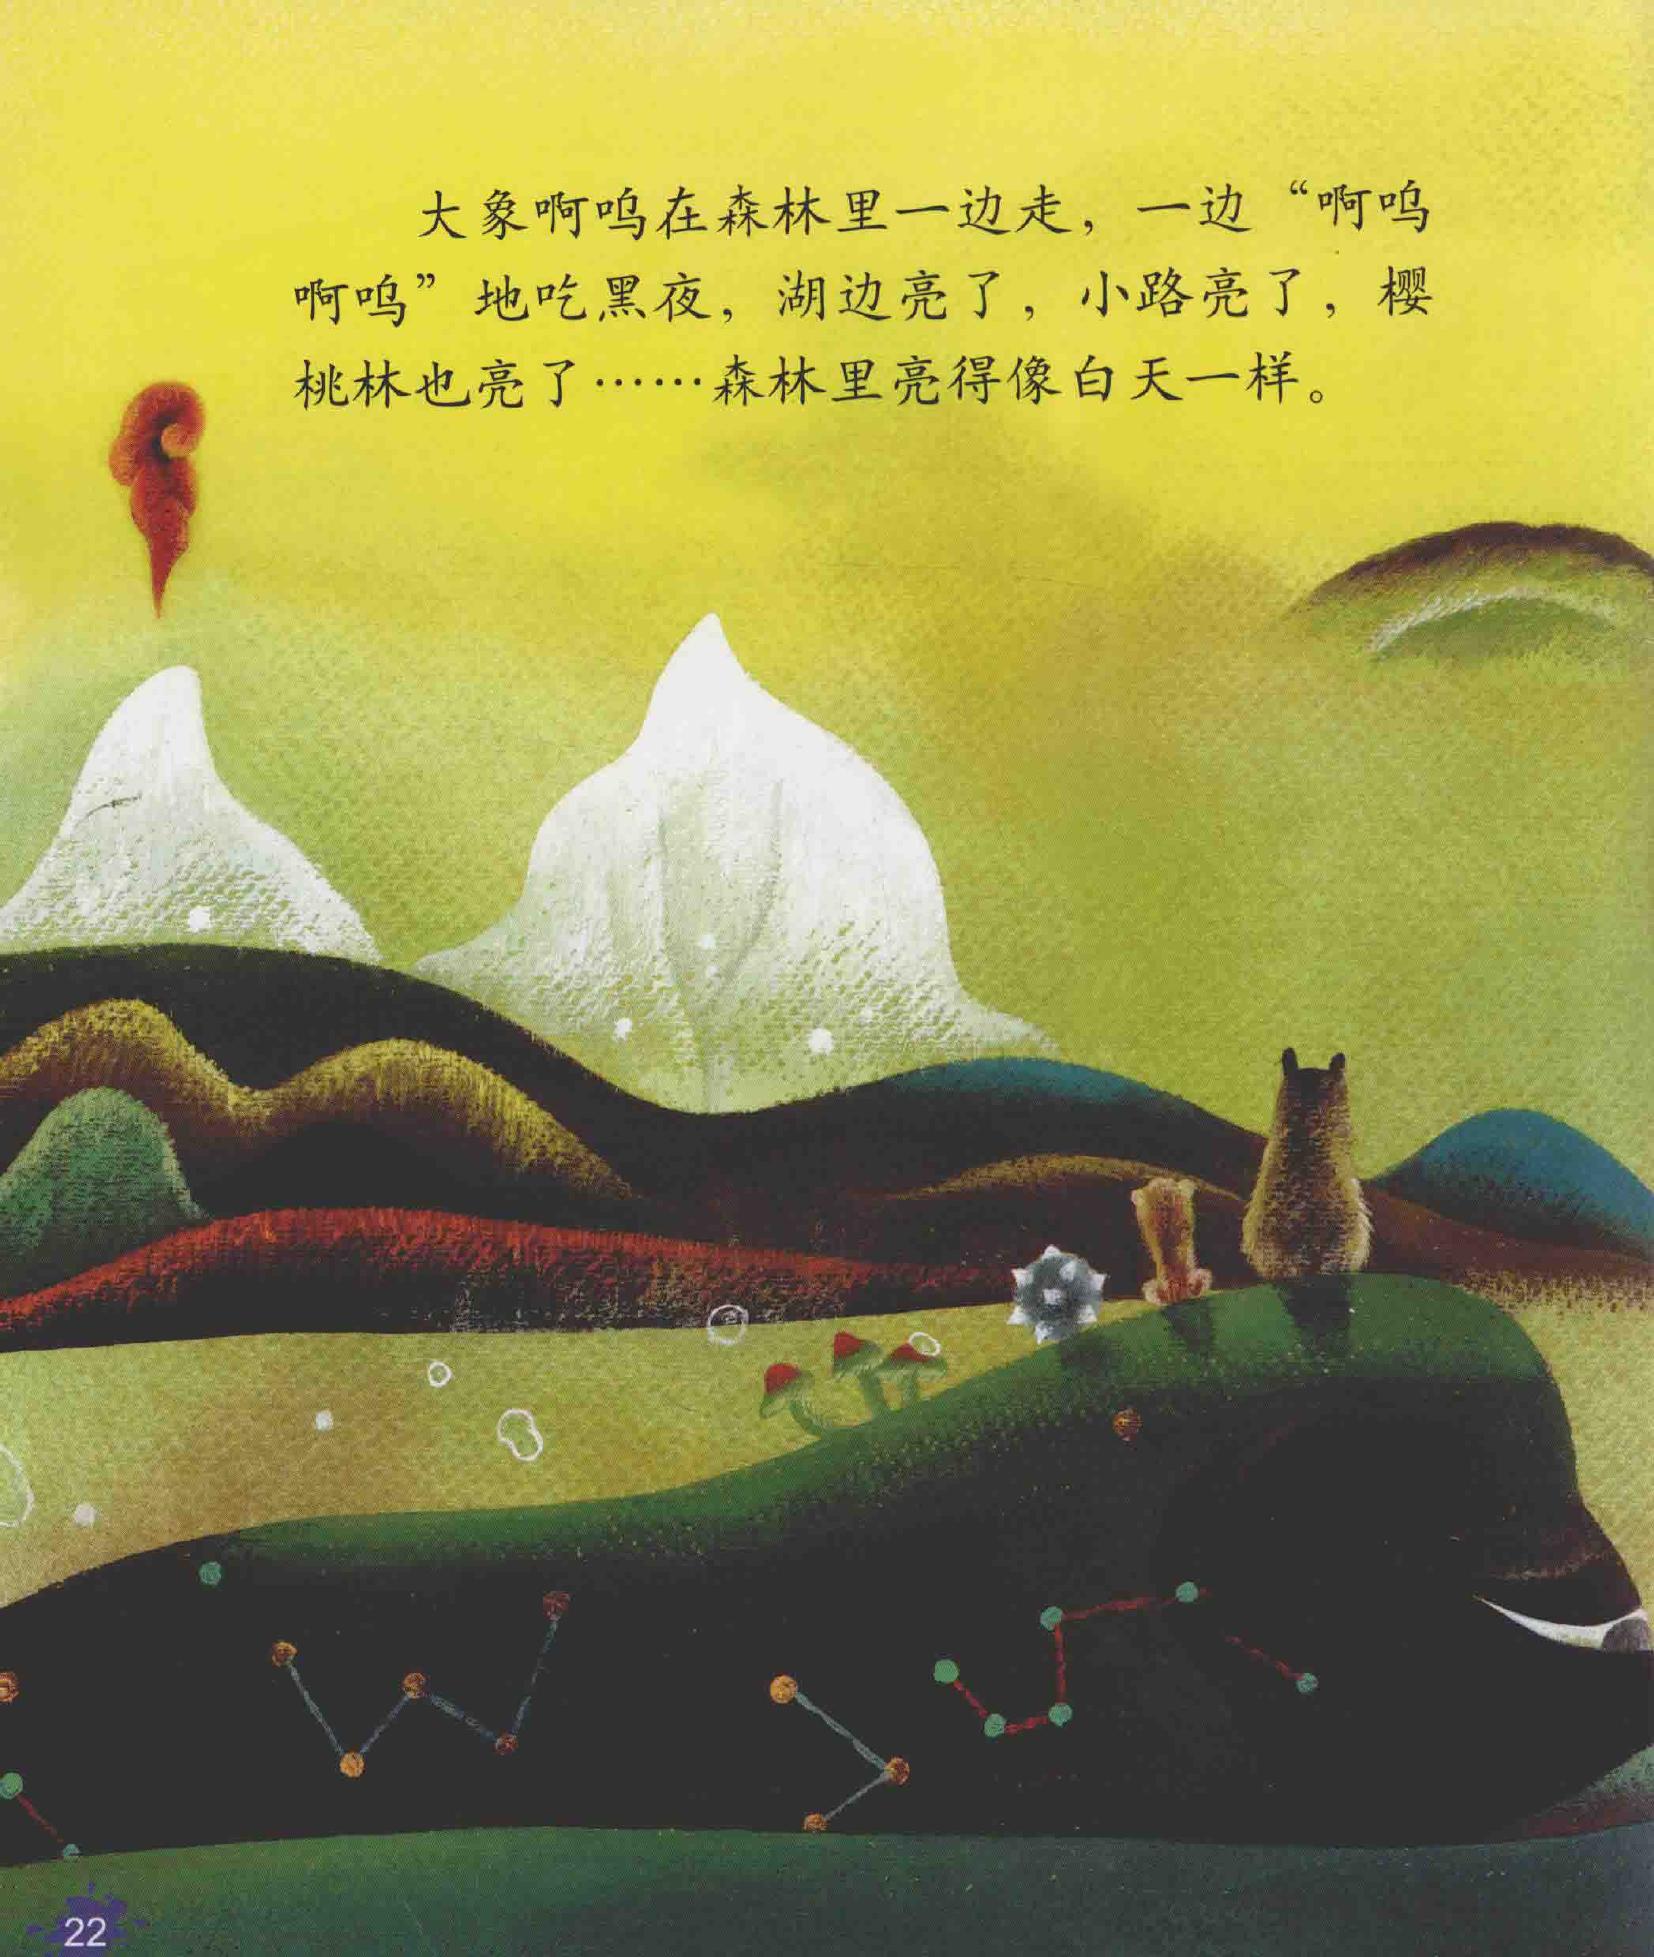 大象啊呜在森林里一边走，一边“啊呜
啊呜”地吃黑夜，湖边亮了，小路亮了，樱
桃林也亮了……森林里亮得像白天一样。
22